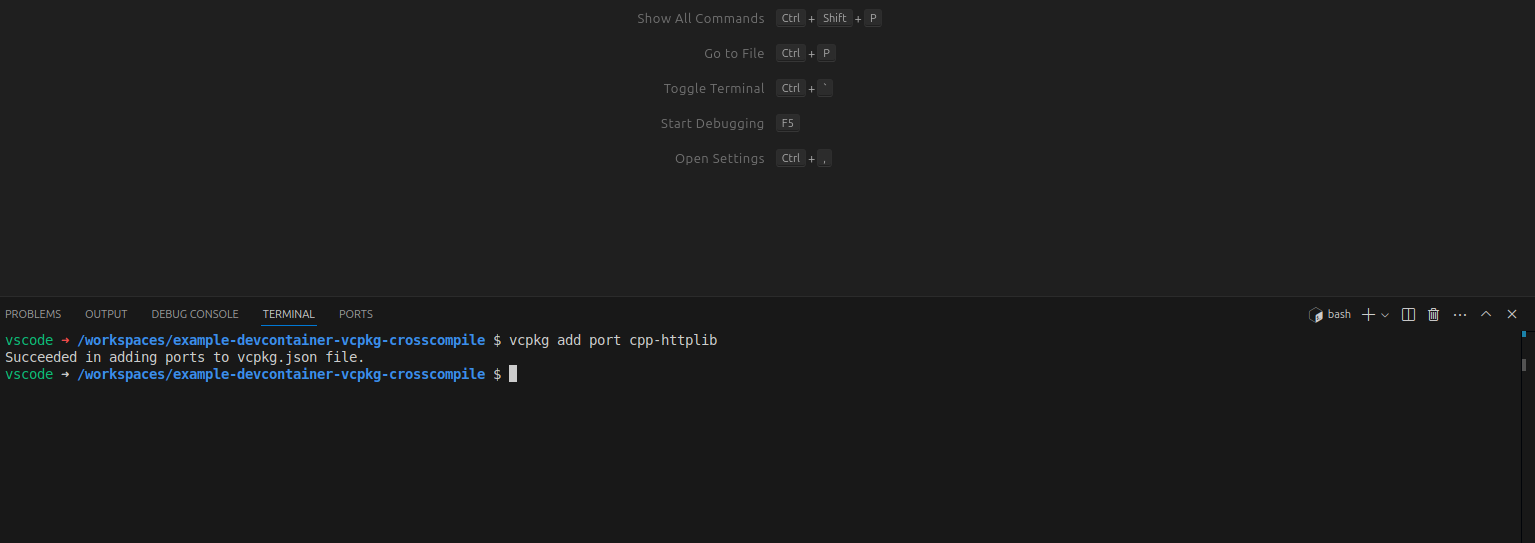 Show All Commands Ctrl + Shift + P
Go to File Ctrl + P
Toggle Terminal Ctrl + `
Start Debugging F5
Open Settings Ctrl + ,
PROBLEMS OUTPUT DEBUG CONSOLE TERMINAL PORTS bash
vscode ➜ /workspaces/example-devcontainer-vcpkg-crosscompile $ vcpkg add port cpp-httplib
Succeeded in adding ports to vcpkg.json file.
vscode ➜ /workspaces/example-devcontainer-vcpkg-crosscompile $